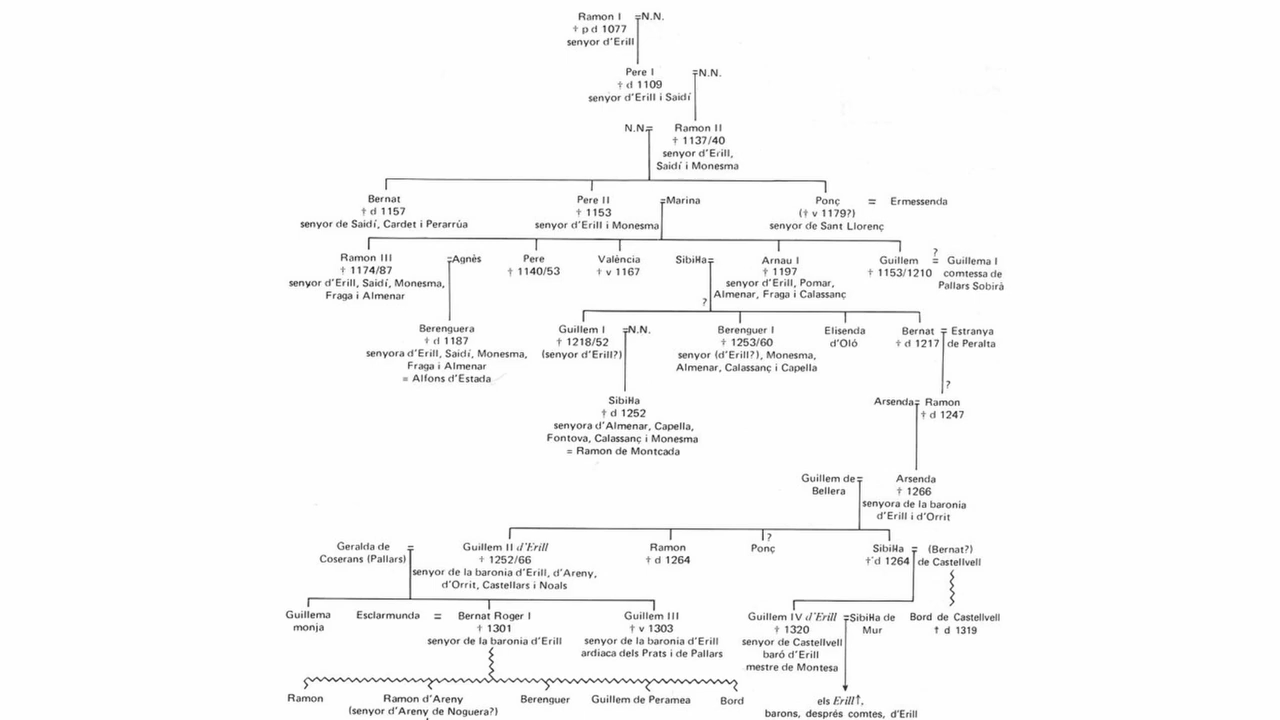 Ramon I =N.N.
† p d 1077
senyor d'Erill
Pere I =N.N.
† d 1109
senyor d'Erill i Saidí
N.N.= Ramon II
† 1137/40
senyor d'Erill,
Saidí i Monesma
Bernat
† d 1157
senyor de Saidí, Cardet i Perarrúa
Pere II =Marina
† 1153
senyor d'Erill i Monesma
Ponç = Ermessenda
(† v 1179?)
senyor de Sant Llorenç
Ramon III =Agnès
† 1174/87
senyor d'Erill, Saidí, Monesma,
Fraga i Almenar
Pere
† 1140/53
València
† v 1167
Sibil·la= Arnau I
† 1197
senyor d'Erill, Pomar,
Almenar, Fraga i Calassanç
?
Guillem = Guillema I
† 1153/1210 comtessa de
Pallars Sobirà
?
Berenguera
† d 1187
senyora d'Erill, Saidí, Monesma,
Fraga i Almenar
= Alfons d'Estada
Guillem I =N.N.
† 1218/52
(senyor d'Erill?)
Berenguer I
† 1253/60
senyor (d'Erill?), Monesma,
Almenar, Calassanç i Capella
Elisenda
d'Oló
Bernat = Estranya
† d 1217 de Peralta
?
Sibil·la
† d 1252
senyora d'Almenar, Capella,
Fontova, Calassanç i Monesma
= Ramon de Montcada
Arsenda= Ramon
† d 1247
Guillem de=
Bellera
Arsenda
† 1266
senyora de la baronia
d'Erill i d'Orrit
Geralda de =
Coserans (Pallars)
Guillem II d'Erill
† 1252/66
senyor de la baronia d'Erill, d'Areny,
d'Orrit, Castellars i Noals
Ramon
† d 1264
?
Ponç
Sibil·la = (Bernat?)
† d 1264 de Castellvell
Guillema
monja
Esclarmunda = Bernat Roger I
† 1301
senyor de la baronia d'Erill
Guillem III
† v 1303
senyor de la baronia d'Erill
ardiaca dels Prats i de Pallars
Guillem IV d'Erill =Sibil·la de
† 1320 Mur
senyor de Castellvell
baró d'Erill
mestre de Montesa
Bord de Castellvell
† d 1319
Ramon
Ramon d'Areny
(senyor d'Areny de Noguera?)
Berenguer
Guillem de Peramea
Bord
els Erill↑,
barons, després comtes, d'Erill